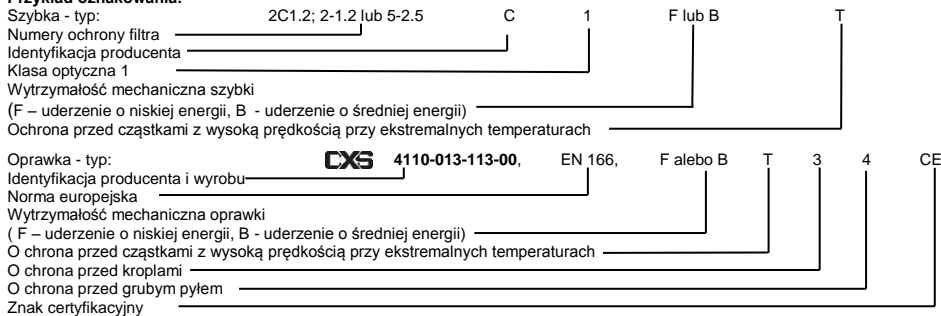 Przykład oznakowania:
Szybka - typ: 2C1.2; 2-1.2 lub 5-2.5 C 1 F lub B T
Numery ochrony filtra
Identyfikacja producenta
Klasa optyczna 1
Wytrzymałość mechaniczna szybki
(F – uderzenie o niskiej energii, B - uderzenie o średniej energii)
Ochrona przed cząstkami z wysoką prędkością przy ekstremalnych temperaturach
Oprawka - typ: CXS 4110-013-113-00, EN 166, F alebo B T 3 4 CE
Identyfikacja producenta i wyrobu
Norma europejska
Wytrzymałość mechaniczna oprawki
( F – uderzenie o niskiej energii, B - uderzenie o średniej energii)
O chrona przed cząstkami z wysoką prędkością przy ekstremalnych temperaturach
O chrona przed kroplami
O chrona przed grubym pyłem
Znak certyfikacyjny